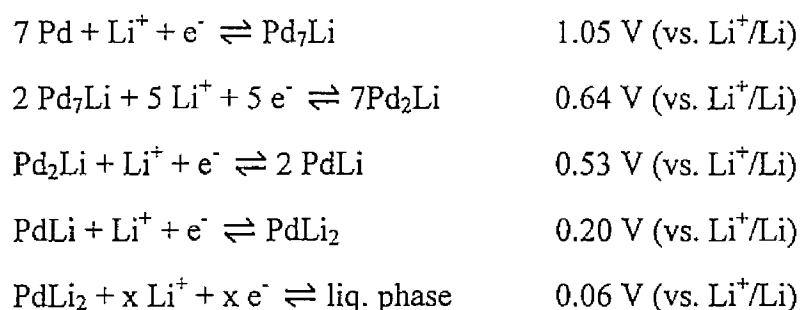 7 Pd + Li⁺ + e⁻ ⇌ Pd₇Li 1.05 V (vs. Li⁺/Li)
2 Pd₇Li + 5 Li⁺ + 5 e⁻ ⇌ 7Pd₂Li 0.64 V (vs. Li⁺/Li)
Pd₂Li + Li⁺ + e⁻ ⇌ 2 PdLi 0.53 V (vs. Li⁺/Li)
PdLi + Li⁺ + e⁻ ⇌ PdLi₂ 0.20 V (vs. Li⁺/Li)
PdLi₂ + x Li⁺ + x e⁻ ⇌ liq. phase 0.06 V (vs. Li⁺/Li)